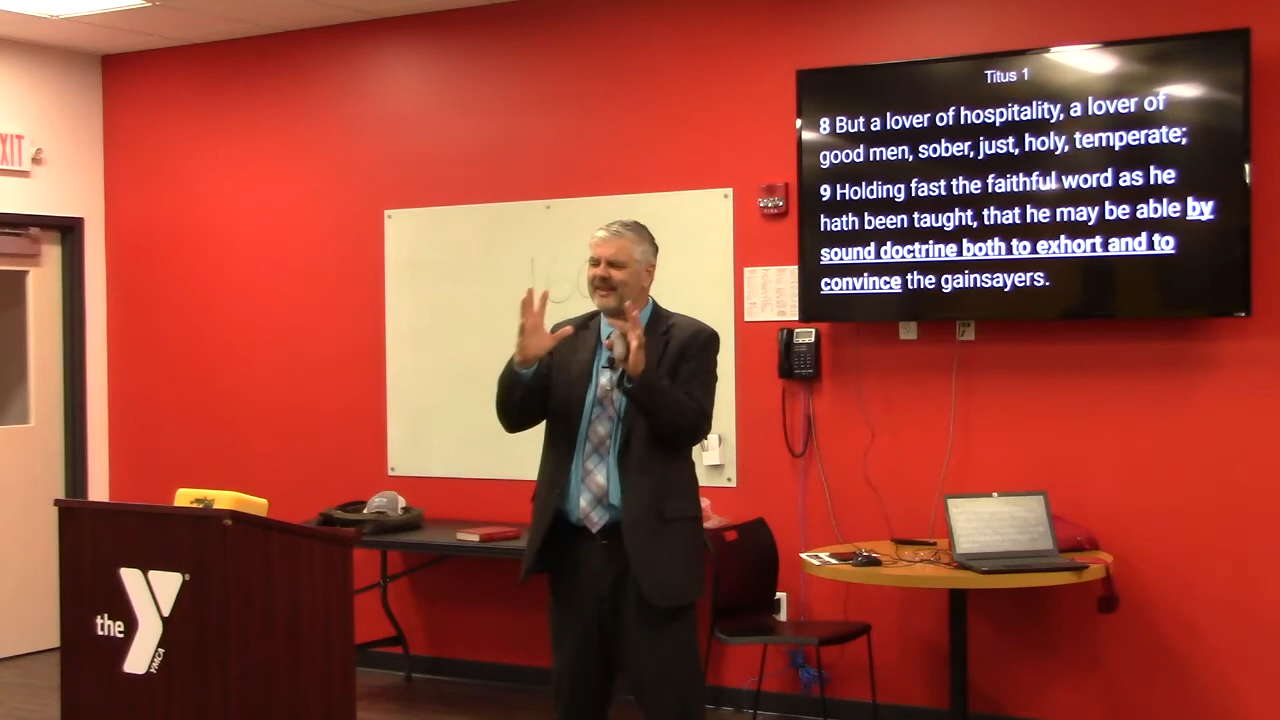 Titus 1
8 But a lover of hospitality, a lover of
good men, sober, just, holy, temperate;
9 Holding fast the faithful word as he
hath been taught, that he may be able by
sound doctrine both to exhort and to
convince the gainsayers.
XIT
FIRE
the
YMCA